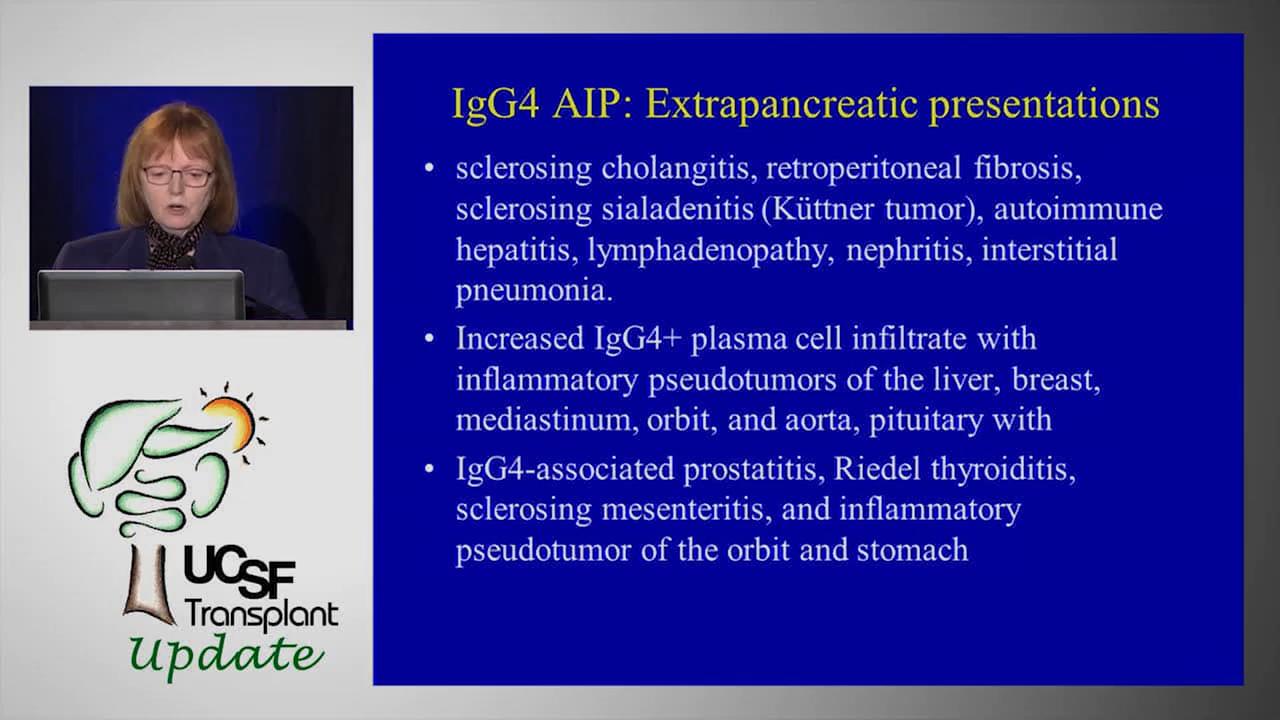 IgG4 AIP: Extrapancreatic presentations
• sclerosing cholangitis, retroperitoneal fibrosis,
sclerosing sialadenitis (Küttner tumor), autoimmune
hepatitis, lymphadenopathy, nephritis, interstitial
pneumonia.
• Increased IgG4+ plasma cell infiltrate with
inflammatory pseudotumors of the liver, breast,
mediastinum, orbit, and aorta, pituitary with
• IgG4-associated prostatitis, Riedel thyroiditis,
sclerosing mesenteritis, and inflammatory
pseudotumor of the orbit and stomach
UCSF
Transplant
Update